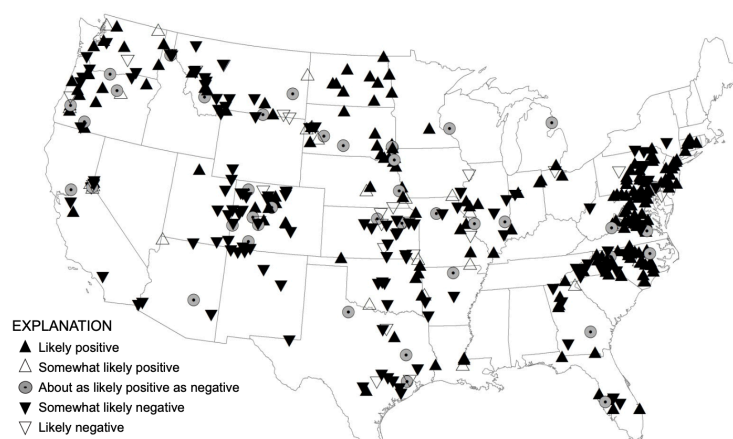 EXPLANATION
Likely positive
Somewhat likely positive
About as likely positive as negative
Somewhat likely negative
Likely negative